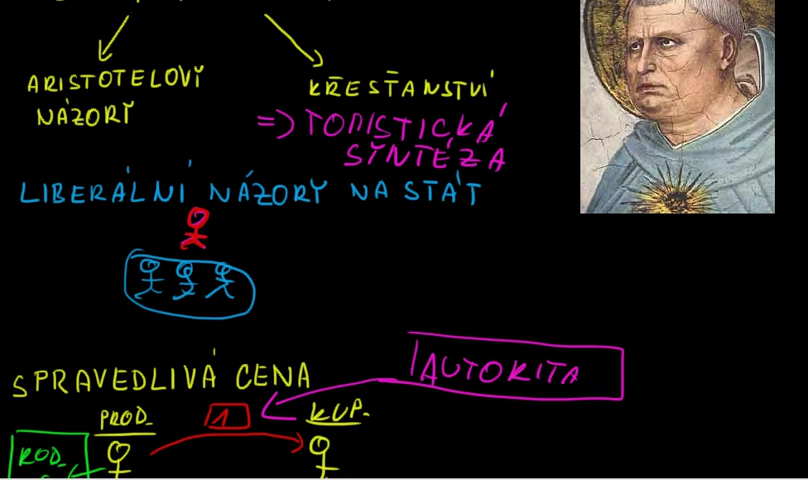 ARISTOTELOVY
NÁZORY
KŘESŤANSTVÍ
=> TOMISTICKÁ
SYNTÉZA
LIBERÁLNÍ NÁZORY NA STÁT
SPRAVEDLIVÁ CENA
AUTORITA
PROD.
1
KUP.
ROD.